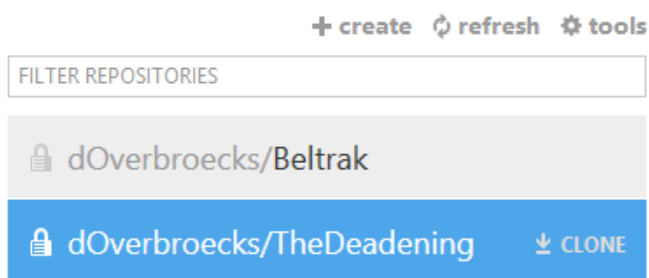 create refresh tools
FILTER REPOSITORIES
dOverbroecks/Beltrak
dOverbroecks/TheDeadening CLONE